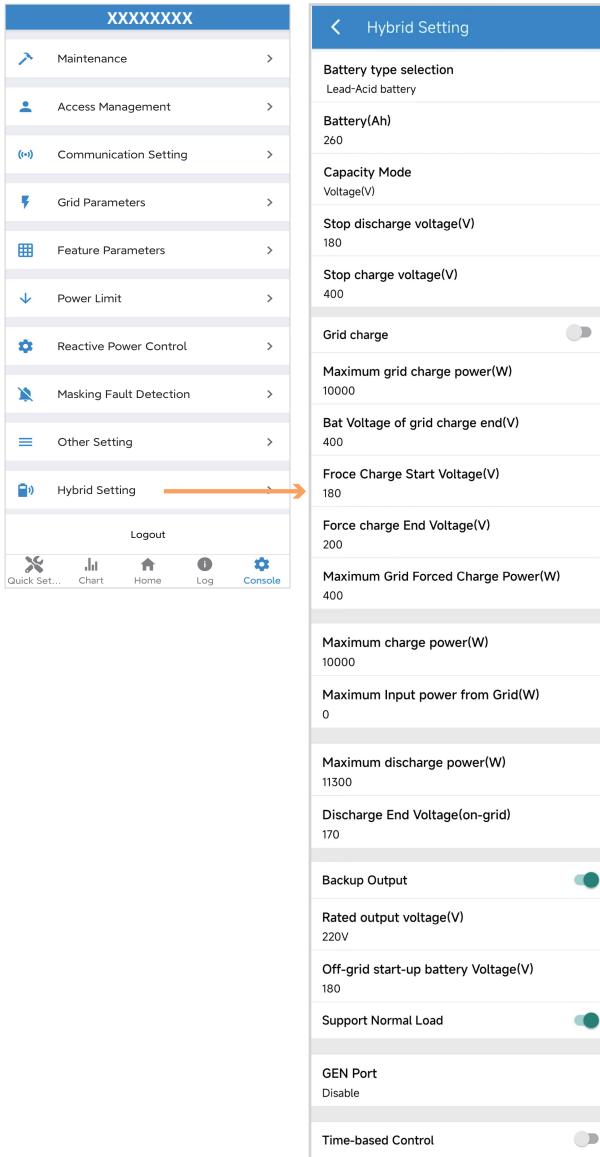 XXXXXXXX
Maintenance
Access Management
Communication Setting
Grid Parameters
Feature Parameters
Power Limit
Reactive Power Control
Masking Fault Detection
Other Setting
Hybrid Setting
Logout
Quick Set...
Chart
Home
Log
Console
Hybrid Setting
Battery type selection
Lead-Acid battery
Battery(Ah)
260
Capacity Mode
Voltage(V)
Stop discharge voltage(V)
180
Stop charge voltage(V)
400
Grid charge
Maximum grid charge power(W)
10000
Bat Voltage of grid charge end(V)
400
Froce Charge Start Voltage(V)
180
Force charge End Voltage(V)
200
Maximum Grid Forced Charge Power(W)
400
Maximum charge power(W)
10000
Maximum Input power from Grid(W)
0
Maximum discharge power(W)
11300
Discharge End Voltage(on-grid)
170
Backup Output
Rated output voltage(V)
220V
Off-grid start-up battery Voltage(V)
180
Support Normal Load
GEN Port
Disable
Time-based Control